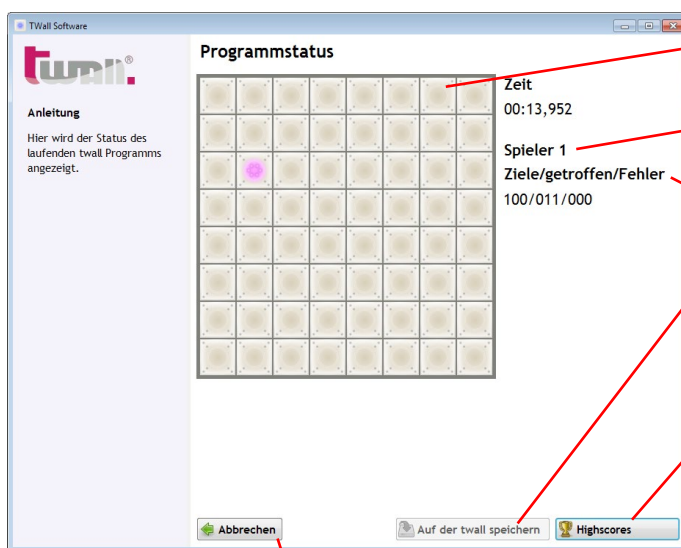 TWall Software
twall.®
Programmstatus
Anleitung
Hier wird der Status des
laufenden twall Programms
angezeigt.
Zeit
00:13,952
Spieler 1
Ziele/getroffen/Fehler
100/011/000
Abbrechen
Auf der twall speichern
Highscores